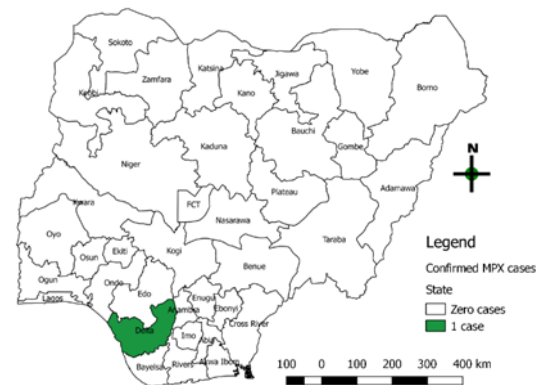 Sokoto
Katsina
Jigawa
Yobe
Zamfara
Borno
Kebbi
Kano
Bauchi
Gombe
Kaduna
Niger
Adamawa
Plateau
FCT
Nasarawa
Kwara
Taraba
Oyo
Kogi
Ekiti
Osun
Benue
Ogun
Ondo
Edo
Enugu
Lagos
Anambra
Ebonyi
Cross River
Delta
Imo
Abia
Bayelsa
Rivers
Akwa Ibom
N
Legend
Confirmed MPX cases
State
Zero cases
1 case
100 0 100 200 300 400 km